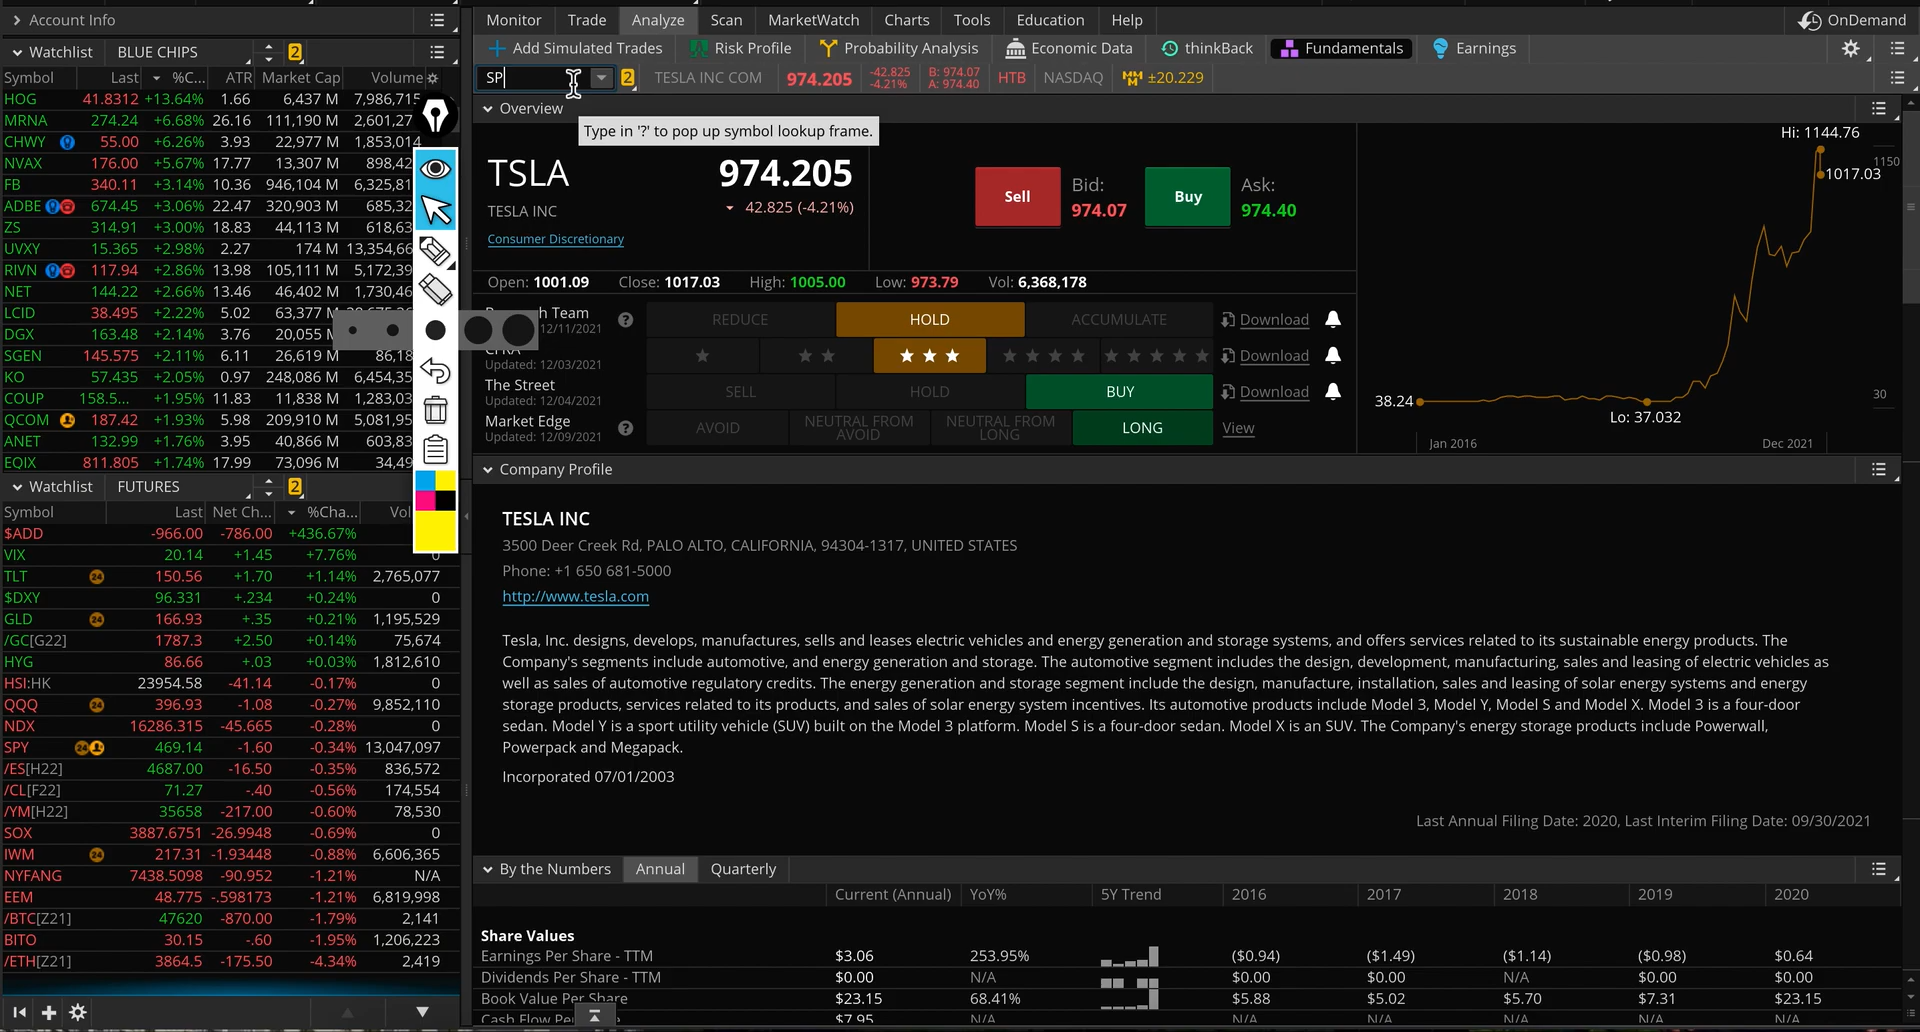 Account Info
Watchlist BLUE CHIPS 2
Symbol Last %C... ATR Market Cap Volume
HOG 41.8312 +13.64% 1.66 6,437 M 7,986,715
MRNA 274.24 +6.68% 26.16 111,190 M 2,601,27
CHWY 55.00 +6.26% 3.93 22,977 M 1,853,014
NVAX 176.00 +5.67% 17.77 13,307 M 898,42
FB 340.11 +3.14% 10.36 946,104 M 6,325,81
ADBE 674.45 +3.06% 22.47 320,903 M 685,32
ZS 314.91 +3.00% 18.83 44,113 M 618,63
UVXY 15.365 +2.98% 2.27 174 M 13,354,66
RIVN 117.94 +2.86% 13.98 105,111 M 5,172,39
NET 144.22 +2.66% 13.46 46,402 M 1,730,46
LCID 38.495 +2.22% 5.02 63,377 M
DGX 163.48 +2.14% 3.76 20,055 M
SGEN 145.575 +2.11% 6.11 26,619 M 86,18
KO 57.435 +2.05% 0.97 248,086 M 6,454,35
COUP 158.5... +1.95% 11.83 11,838 M 1,283,03
QCOM 187.42 +1.93% 5.98 209,910 M 5,081,95
ANET 132.99 +1.76% 3.95 40,866 M 603,83
EQIX 811.805 +1.74% 17.99 73,096 M 34,49
Watchlist FUTURES 2
Symbol Last Net Ch... %Cha... Vol
$ADD -966.00 -786.00 +436.67%
VIX 20.14 +1.45 +7.76% 0
TLT 24 150.56 +1.70 +1.14% 2,765,077
$DXY 96.331 +.234 +0.24% 0
GLD 24 166.93 +.35 +0.21% 1,195,529
/GC[G22] 1787.3 +2.50 +0.14% 75,674
HYG 86.66 +.03 +0.03% 1,812,610
HSI:HK 23954.58 -41.14 -0.17% 0
QQQ 24 396.93 -1.08 -0.27% 9,852,110
NDX 16286.315 -45.665 -0.28% 0
SPY 24 469.14 -1.60 -0.34% 13,047,097
/ES[H22] 4687.00 -16.50 -0.35% 836,572
/CL[F22] 71.27 -.40 -0.56% 174,554
/YM[H22] 35658 -217.00 -0.60% 78,530
SOX 3887.6751 -26.9948 -0.69% 0
IWM 24 217.31 -1.93448 -0.88% 6,606,365
NYFANG 7438.5098 -90.952 -1.21% N/A
EEM 48.775 -.598173 -1.21% 6,819,998
/BTC[Z21] 47620 -870.00 -1.79% 2,141
BITO 30.15 -.60 -1.95% 1,206,223
/ETH[Z21] 3864.5 -175.50 -4.34% 2,419
Monitor Trade Analyze Scan MarketWatch Charts Tools Education Help OnDemand
Add Simulated Trades Risk Profile Probability Analysis Economic Data thinkBack Fundamentals Earnings
SP 2 TESLA INC COM 974.205 -42.825 -4.21% B: 974.07 A: 974.40 HTB NASDAQ ±20.229
Overview
Type in '?' to pop up symbol lookup frame.
TSLA 974.205
TESLA INC 42.825 (-4.21%)
Consumer Discretionary
Sell Bid: 974.07 Buy Ask: 974.40
Open: 1001.09 Close: 1017.03 High: 1005.00 Low: 973.79 Vol: 6,368,178
Team 12/11/2021 REDUCE HOLD ACCUMULATE Download
Updated: 12/03/2021 Download
The Street Updated: 12/04/2021 SELL HOLD BUY Download
Market Edge Updated: 12/09/2021 AVOID NEUTRAL FROM AVOID NEUTRAL FROM LONG LONG View
Hi: 1144.76
1150
1017.03
38.24
30
Lo: 37.032
Jan 2016 Dec 2021
Company Profile
TESLA INC
3500 Deer Creek Rd, PALO ALTO, CALIFORNIA, 94304-1317, UNITED STATES
Phone: +1 650 681-5000
http://www.tesla.com
Tesla, Inc. designs, develops, manufactures, sells and leases electric vehicles and energy generation and storage systems, and offers services related to its sustainable energy products. The
Company's segments include automotive, and energy generation and storage. The automotive segment includes the design, development, manufacturing, sales and leasing of electric vehicles as
well as sales of automotive regulatory credits. The energy generation and storage segment include the design, manufacture, installation, sales and leasing of solar energy systems and energy
storage products, services related to its products, and sales of solar energy system incentives. Its automotive products include Model 3, Model Y, Model S and Model X. Model 3 is a four-door
sedan. Model Y is a sport utility vehicle (SUV) built on the Model 3 platform. Model S is a four-door sedan. Model X is an SUV. The Company's energy storage products include Powerwall,
Powerpack and Megapack.
Incorporated 07/01/2003
Last Annual Filing Date: 2020, Last Interim Filing Date: 09/30/2021
By the Numbers Annual Quarterly
Current (Annual) YoY% 5Y Trend 2016 2017 2018 2019 2020
Share Values
Earnings Per Share - TTM $3.06 253.95% ($0.94) ($1.49) ($1.14) ($0.98) $0.64
Dividends Per Share - TTM $0.00 N/A $0.00 $0.00 N/A $0.00 $0.00
Book Value Per Share $23.15 68.41% $5.88 $5.02 $5.70 $7.31 $23.15
Cash Flow Per $7.95 N/A N/A N/A N/A N/A N/A